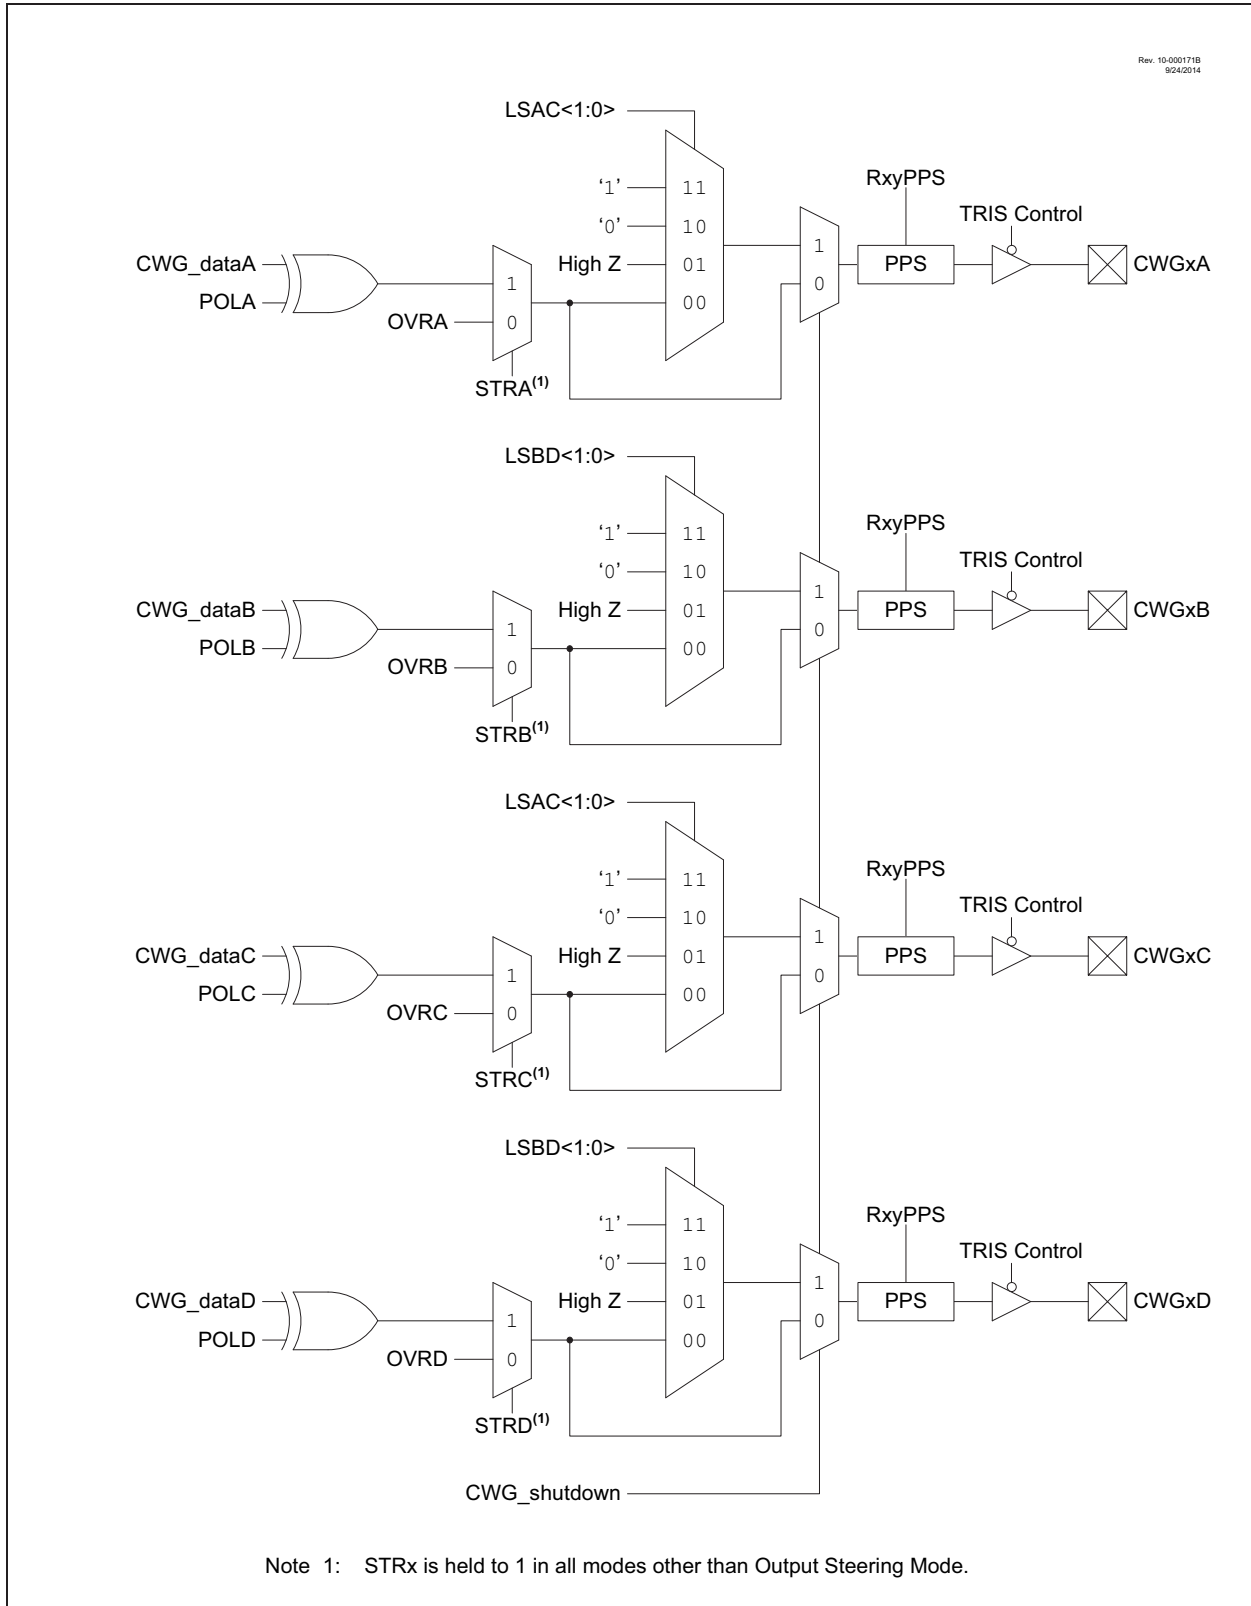 Rev. 10-000171B
9/24/2014
LSAC<1:0>
‘1’
11
‘0’
10
High Z
01
00
CWG_dataA
POLA
OVRA
1
0
STRA(1)
1
0
RxyPPS
PPS
TRIS Control
CWGxA
LSBD<1:0>
‘1’
11
‘0’
10
High Z
01
00
CWG_dataB
POLB
OVRB
1
0
STRB(1)
1
0
RxyPPS
PPS
TRIS Control
CWGxB
LSAC<1:0>
‘1’
11
‘0’
10
High Z
01
00
CWG_dataC
POLC
OVRC
1
0
STRC(1)
1
0
RxyPPS
PPS
TRIS Control
CWGxC
LSBD<1:0>
‘1’
11
‘0’
10
High Z
01
00
CWG_dataD
POLD
OVRD
1
0
STRD(1)
1
0
RxyPPS
PPS
TRIS Control
CWGxD
CWG_shutdown
Note 1: STRx is held to 1 in all modes other than Output Steering Mode.